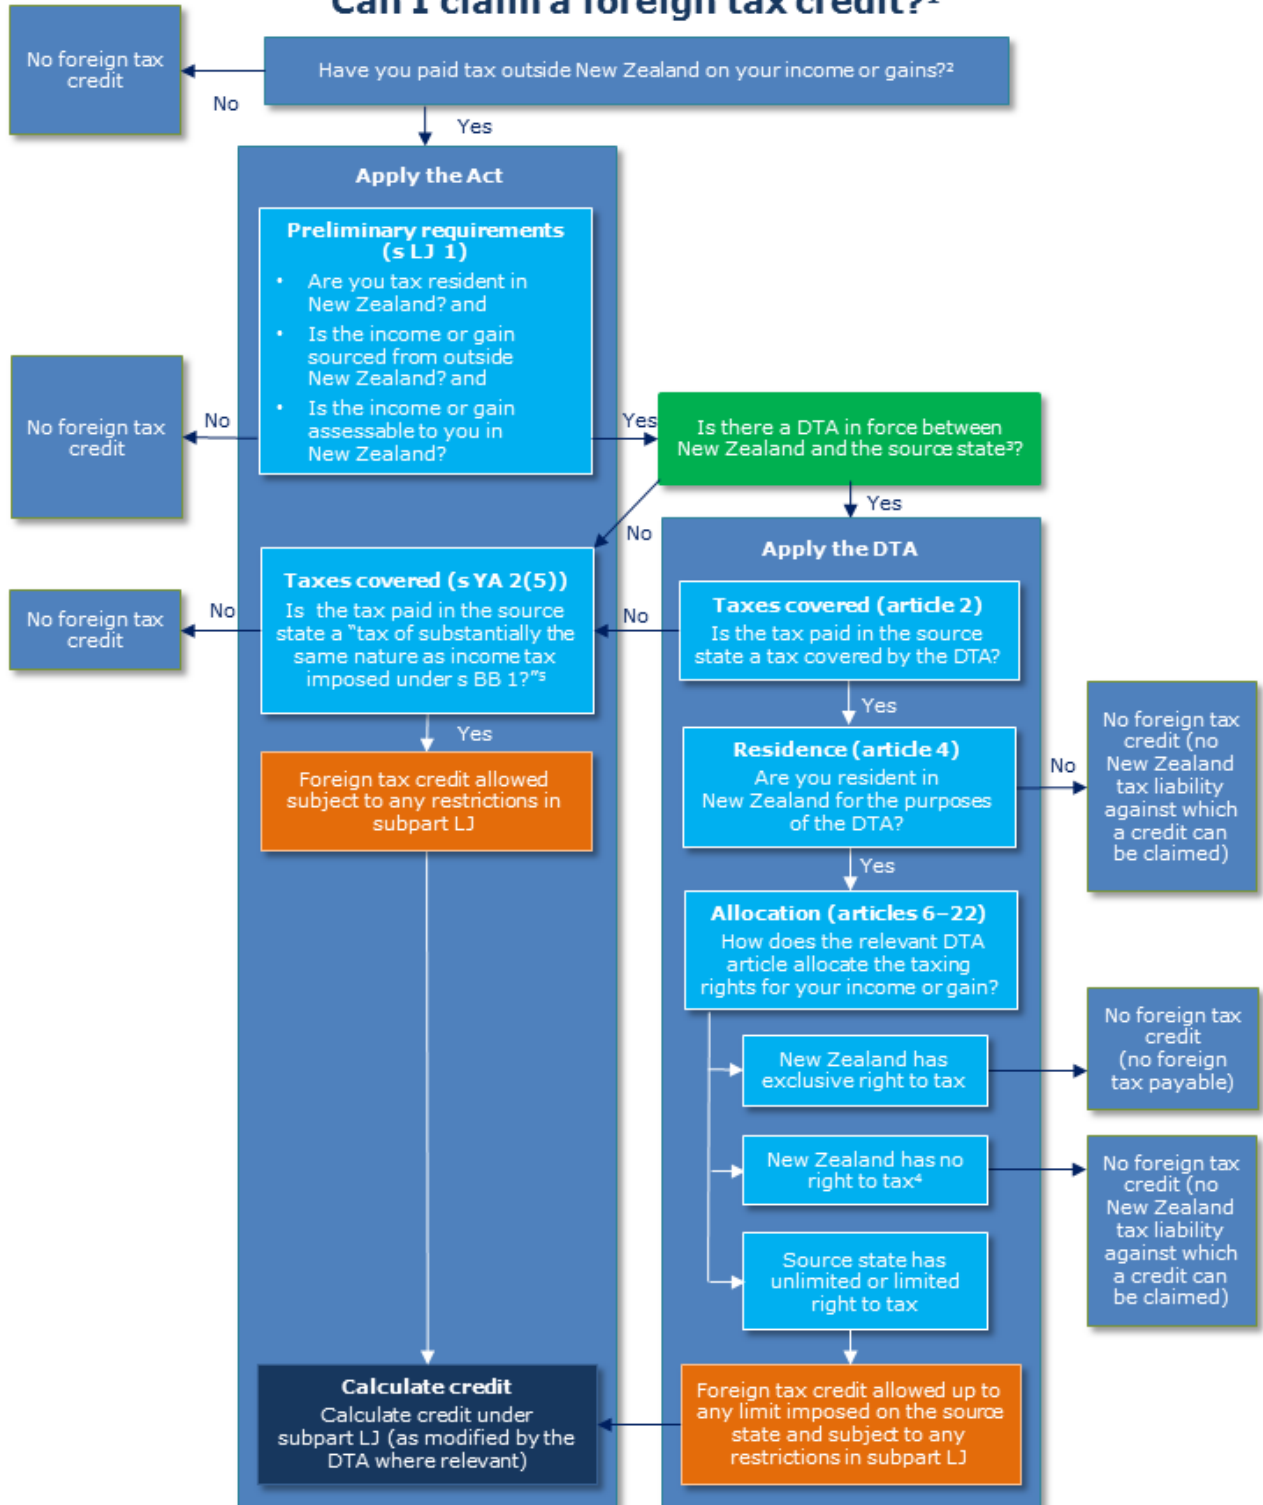 Can I claim a foreign tax credit?¹
No foreign tax
credit
Have you paid tax outside New Zealand on your income or gains?²
No
Yes
Apply the Act
Preliminary requirements
(s LJ 1)
• Are you tax resident in
New Zealand? and
• Is the income or gain
sourced from outside
New Zealand? and
• Is the income or gain
assessable to you in
New Zealand?
No foreign tax
credit
No
Yes
Is there a DTA in force between
New Zealand and the source state³?
No
Yes
Apply the DTA
Taxes covered (s YA 2(5))
Is the tax paid in the source
state a “tax of substantially the
same nature as income tax
imposed under s BB 1?”⁵
No foreign tax
credit
No
No
Taxes covered (article 2)
Is the tax paid in the source
state a tax covered by the DTA?
Yes
Yes
Foreign tax credit allowed
subject to any restrictions in
subpart LJ
Residence (article 4)
Are you resident in
New Zealand for the purposes
of the DTA?
No
No foreign tax
credit (no
New Zealand
tax liability
against which
a credit can
be claimed)
Yes
Allocation (articles 6–22)
How does the relevant DTA
article allocate the taxing
rights for your income or gain?
New Zealand has
exclusive right to tax
No foreign tax
credit
(no foreign
tax payable)
New Zealand has no
right to tax⁴
No foreign tax
credit (no
New Zealand
tax liability
against which
a credit can
be claimed)
Source state has
unlimited or limited
right to tax
Calculate credit
Calculate credit under
subpart LJ (as modified by the
DTA where relevant)
Foreign tax credit allowed up to
any limit imposed on the source
state and subject to any
restrictions in subpart LJ